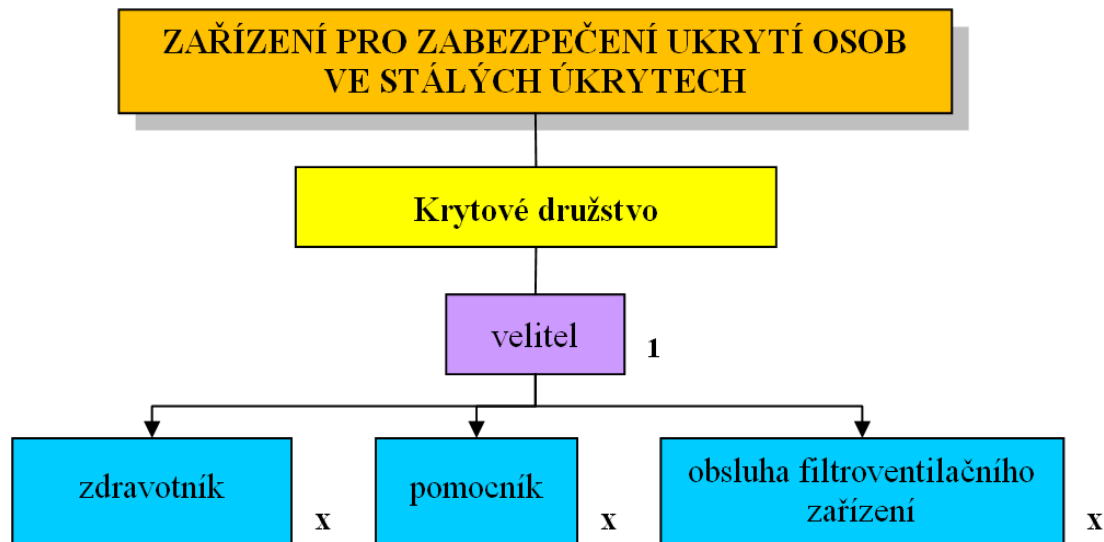 ZAŘÍZENÍ PRO ZABEZPEČENÍ UKRYTÍ OSOB
VE STÁLÝCH ÚKRYTECH
Krytové družstvo
velitel
1
zdravotník
x
pomocník
x
obsluha filtroventilačního
zařízení
x